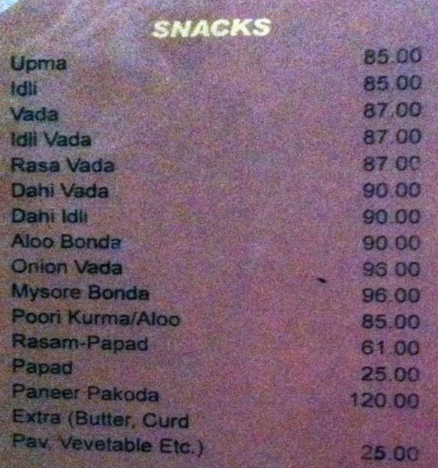 SNACKS
Upma 85.00
Idli 85.00
Vada 87.00
Idli Vada 87.00
Rasa Vada 87.00
Dahi Vada 90.00
Dahi Idli 90.00
Aloo Bonda 90.00
Onion Vada
Mysore Bonda 96.00
Poori Kurma/Aloo 85.00
Rasam-Papad 61.00
Papad 25.00
Paneer Pakoda 120.00
Extra (Butter, Curd
Pav, Vevetable Etc.) 25.00